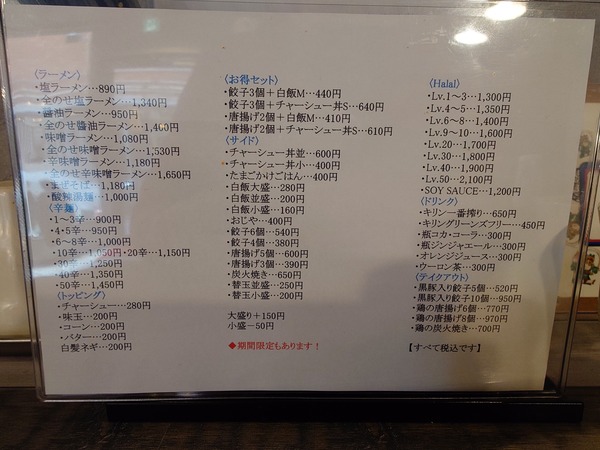 〈ラーメン〉
・塩ラーメン…890円
・全のせ塩ラーメン…1,340円
・醤油ラーメン…950円
・全のせ醤油ラーメン…1,400円
・味噌ラーメン…1,080円
・全のせ味噌ラーメン…1,530円
・辛味噌ラーメン…1,180円
・全のせ辛味噌ラーメン…1,650円
・まぜそば…1,180円
・酸辣湯麺…1,000円
〈辛麺〉
・1～3辛…900円
・4・5辛…950円
・6～8辛…1,000円
・10辛…1,050円・20辛…1,150円
・30辛…1,250円
・40辛…1,350円
・50辛…1,450円
〈トッピング〉
・チャーシュー…280円
・味玉…200円
・コーン…200円
・バター…200円
白髪ネギ…200円
〈お得セット〉
・餃子3個＋白飯M…440円
・餃子3個＋チャーシュー丼S…640円
・唐揚げ2個＋白飯M…410円
・唐揚げ2個＋チャーシュー丼S…610円
〈サイド〉
・チャーシュー丼並…600円
・チャーシュー丼小…400円
・たまごかけごはん…400円
・白飯大盛…280円
・白飯並盛…200円
・白飯小盛…160円
・おじや…400円
・餃子6個…540円
・餃子4個…380円
・唐揚げ5個…600円
・唐揚げ3個…390円
・炭火焼き…650円
・替玉並盛…250円
・替玉小盛…200円
大盛り＋150円
小盛－50円
◆期間限定もあります！
〈Halal〉
・Lv.1～3…1,300円
・Lv.4～5…1,350円
・Lv.6～8…1,400円
・Lv.9～10…1,600円
・Lv.20…1,700円
・Lv.30…1,800円
・Lv.40…1,900円
・Lv.50…2,100円
・SOY SAUCE…1,200円
〈ドリンク〉
・キリン一番搾り…650円
・キリングリーンズフリー…450円
・瓶コカ・コーラ…300円
・瓶ジンジャエール…300円
・オレンジジュース…300円
・ウーロン茶…300円
〈テイクアウト〉
・黒豚入り餃子5個…520円
・黒豚入り餃子10個…950円
・鶏の唐揚げ6個…770円
・鶏の唐揚げ8個…970円
・鶏の炭火焼き…700円
【すべて税込です】